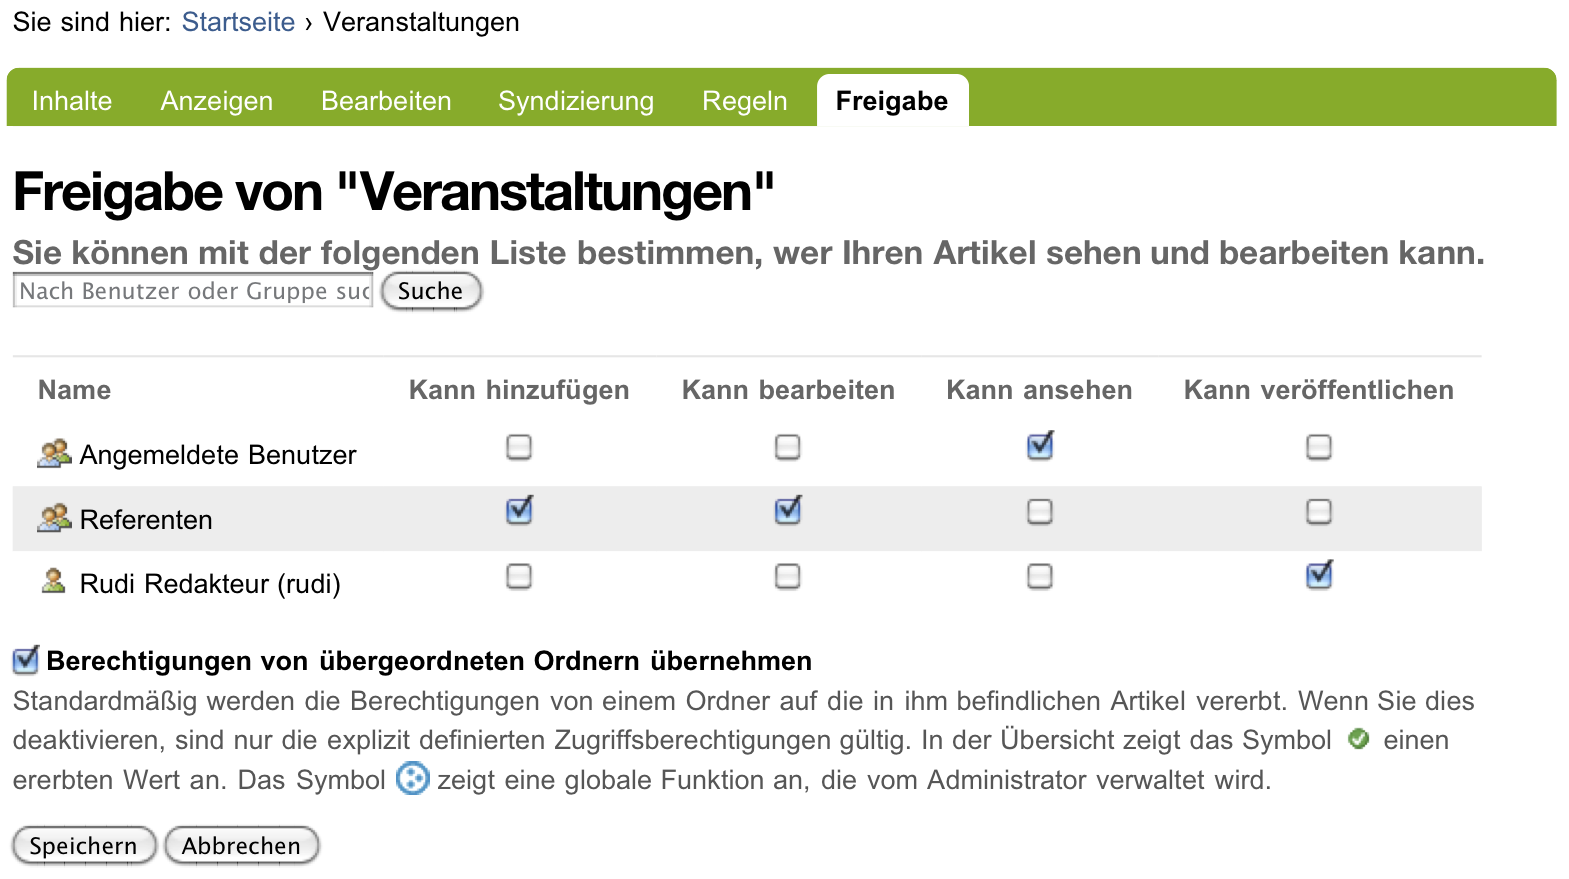 Sie sind hier: Startseite › Veranstaltungen
Inhalte Anzeigen Bearbeiten Syndizierung Regeln Freigabe
Freigabe von "Veranstaltungen"
Sie können mit der folgenden Liste bestimmen, wer Ihren Artikel sehen und bearbeiten kann.
Nach Benutzer oder Gruppe suc Suche
Name Kann hinzufügen Kann bearbeiten Kann ansehen Kann veröffentlichen
Angemeldete Benutzer
Referenten
Rudi Redakteur (rudi)
Berechtigungen von übergeordneten Ordnern übernehmen
Standardmäßig werden die Berechtigungen von einem Ordner auf die in ihm befindlichen Artikel vererbt. Wenn Sie dies
deaktivieren, sind nur die explizit definierten Zugriffsberechtigungen gültig. In der Übersicht zeigt das Symbol einen
ererbten Wert an. Das Symbol zeigt eine globale Funktion an, die vom Administrator verwaltet wird.
Speichern Abbrechen